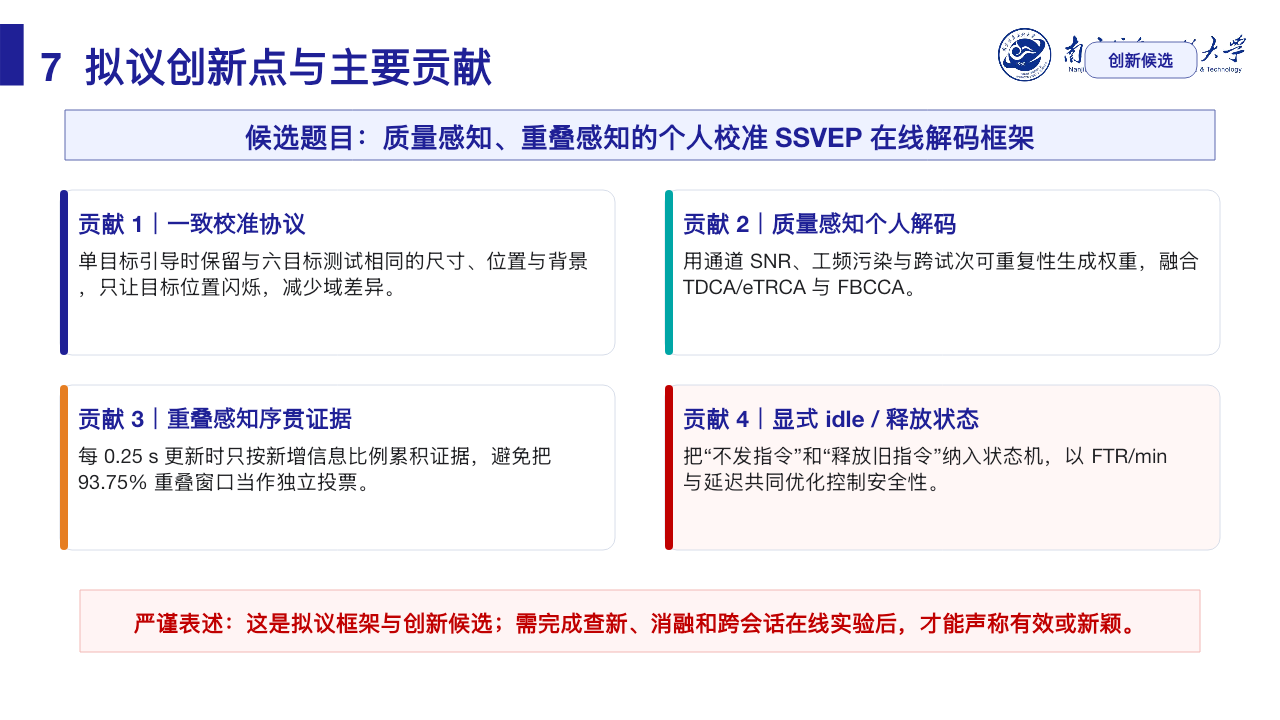 7 拟议创新点与主要贡献
创新候选
& Technology
候选题目：质量感知、重叠感知的个人校准 SSVEP 在线解码框架
贡献 1｜一致校准协议
单目标引导时保留与六目标测试相同的尺寸、位置与背景
，只让目标位置闪烁，减少域差异。
贡献 2｜质量感知个人解码
用通道 SNR、工频污染与跨试次可重复性生成权重，融合
TDCA/eTRCA 与 FBCCA。
贡献 3｜重叠感知序贯证据
每 0.25 s 更新时只按新增信息比例累积证据，避免把
93.75% 重叠窗口当作独立投票。
贡献 4｜显式 idle / 释放状态
把“不发指令”和“释放旧指令”纳入状态机，以 FTR/min
与延迟共同优化控制安全性。
严谨表述：这是拟议框架与创新候选；需完成查新、消融和跨会话在线实验后，才能声称有效或新颖。